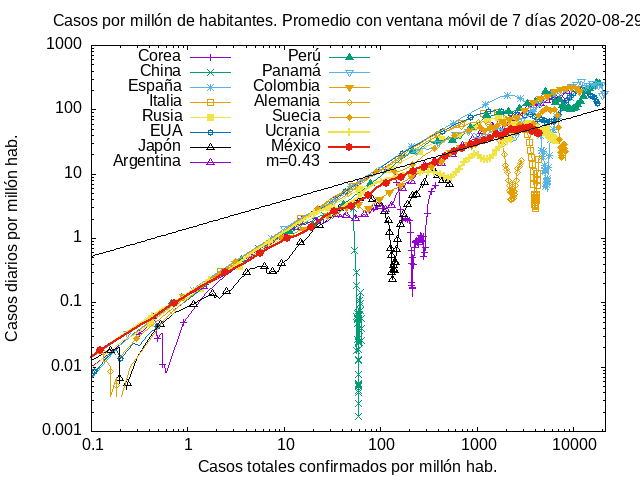 Casos por millón de habitantes. Promedio con ventana móvil de 7 días 2020-08-29
Casos diarios por millón hab.
1000
100
10
1
0.1
0.01
0.001
Corea
China
España
Italia
Rusia
EUA
Japón
Argentina
Perú
Panamá
Colombia
Alemania
Suecia
Ucrania
México
m=0.43
0.1 1 10 100 1000 10000
Casos totales confirmados por millón hab.